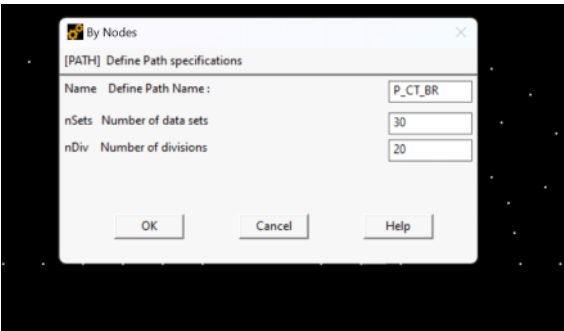 By Nodes
[PATH] Define Path specifications
Name Define Path Name :
P_CT_BR
nSets Number of data sets
30
nDiv Number of divisions
20
OK Cancel Help